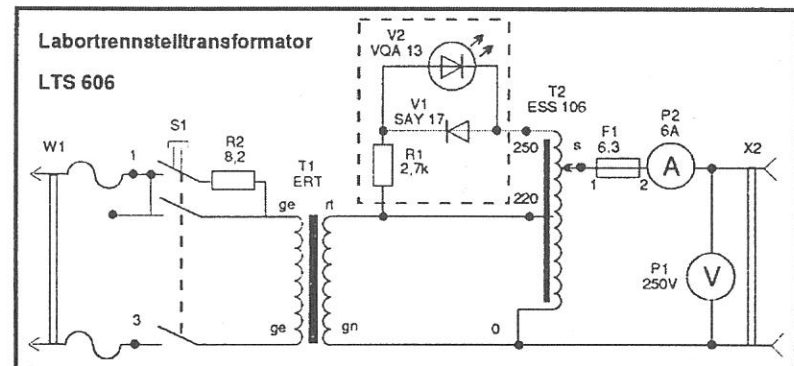 Labortrennstelltransformator
LTS 606
V2
VQA 13
V1
SAY 17
R1
2,7k
T2
ESS 106
250
220
0
s
F1
6.3
1
2
P2
6A
A
X2
P1
250V
V
W1
1
3
S1
R2
8,2
T1
ERT
ge
rt
ge
gn